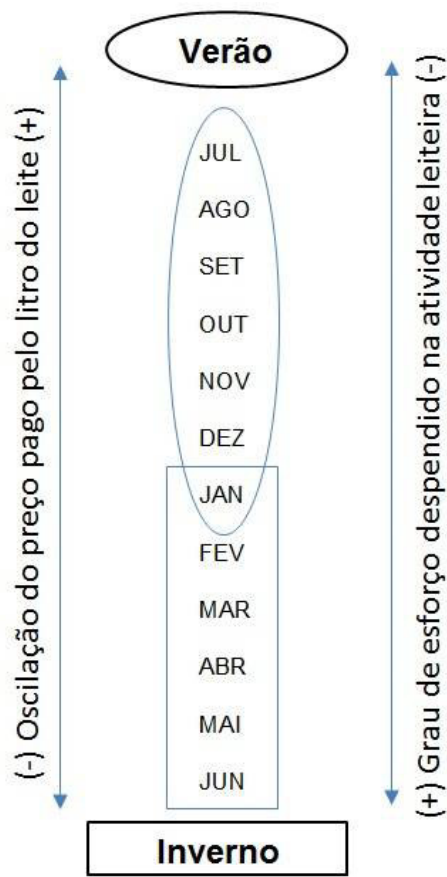 Verão
(-) Oscilação do preço pago pelo litro do leite (+)
JUL
AGO
SET
OUT
NOV
DEZ
JAN
FEV
MAR
ABR
MAI
JUN
(+) Grau de esforço despendido na atividade leiteira (-)
Inverno